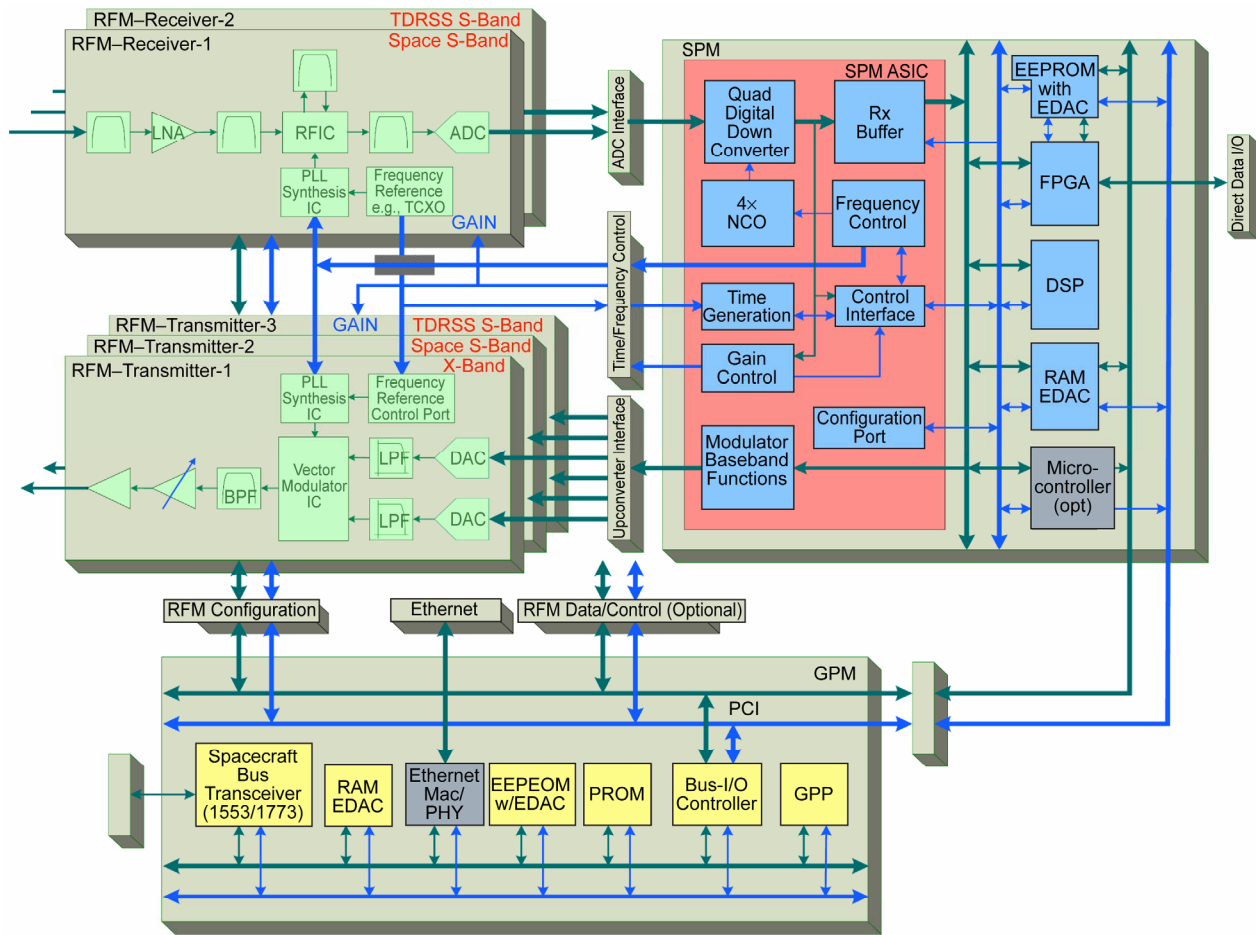 RFM–Receiver-2
TDRSS S-Band
RFM–Receiver-1
Space S-Band
LNA
RFIC
ADC
PLL
Synthesis
IC
Frequency
Reference
e.g., TCXO
GAIN
ADC Interface
SPM
SPM ASIC
Quad
Digital
Down
Converter
Rx
Buffer
4×
NCO
Frequency
Control
Time
Generation
Control
Interface
Gain
Control
Configuration
Port
Modulator
Baseband
Functions
EEPROM
with
EDAC
FPGA
DSP
RAM
EDAC
Micro-
controller
(opt)
Direct Data I/O
Time/Frequency Control
Upconverter Interface
GAIN
RFM–Transmitter-3
TDRSS S-Band
RFM–Transmitter-2
Space S-Band
RFM–Transmitter-1
X-Band
PLL
Synthesis
IC
Frequency
Reference
Control Port
Vector
Modulator
IC
LPF
DAC
BPF
LPF
DAC
RFM Configuration
Ethernet
RFM Data/Control (Optional)
GPM
PCI
Spacecraft
Bus
Transceiver
(1553/1773)
RAM
EDAC
Ethernet
Mac/
PHY
EEPEOM
w/EDAC
PROM
Bus-I/O
Controller
GPP